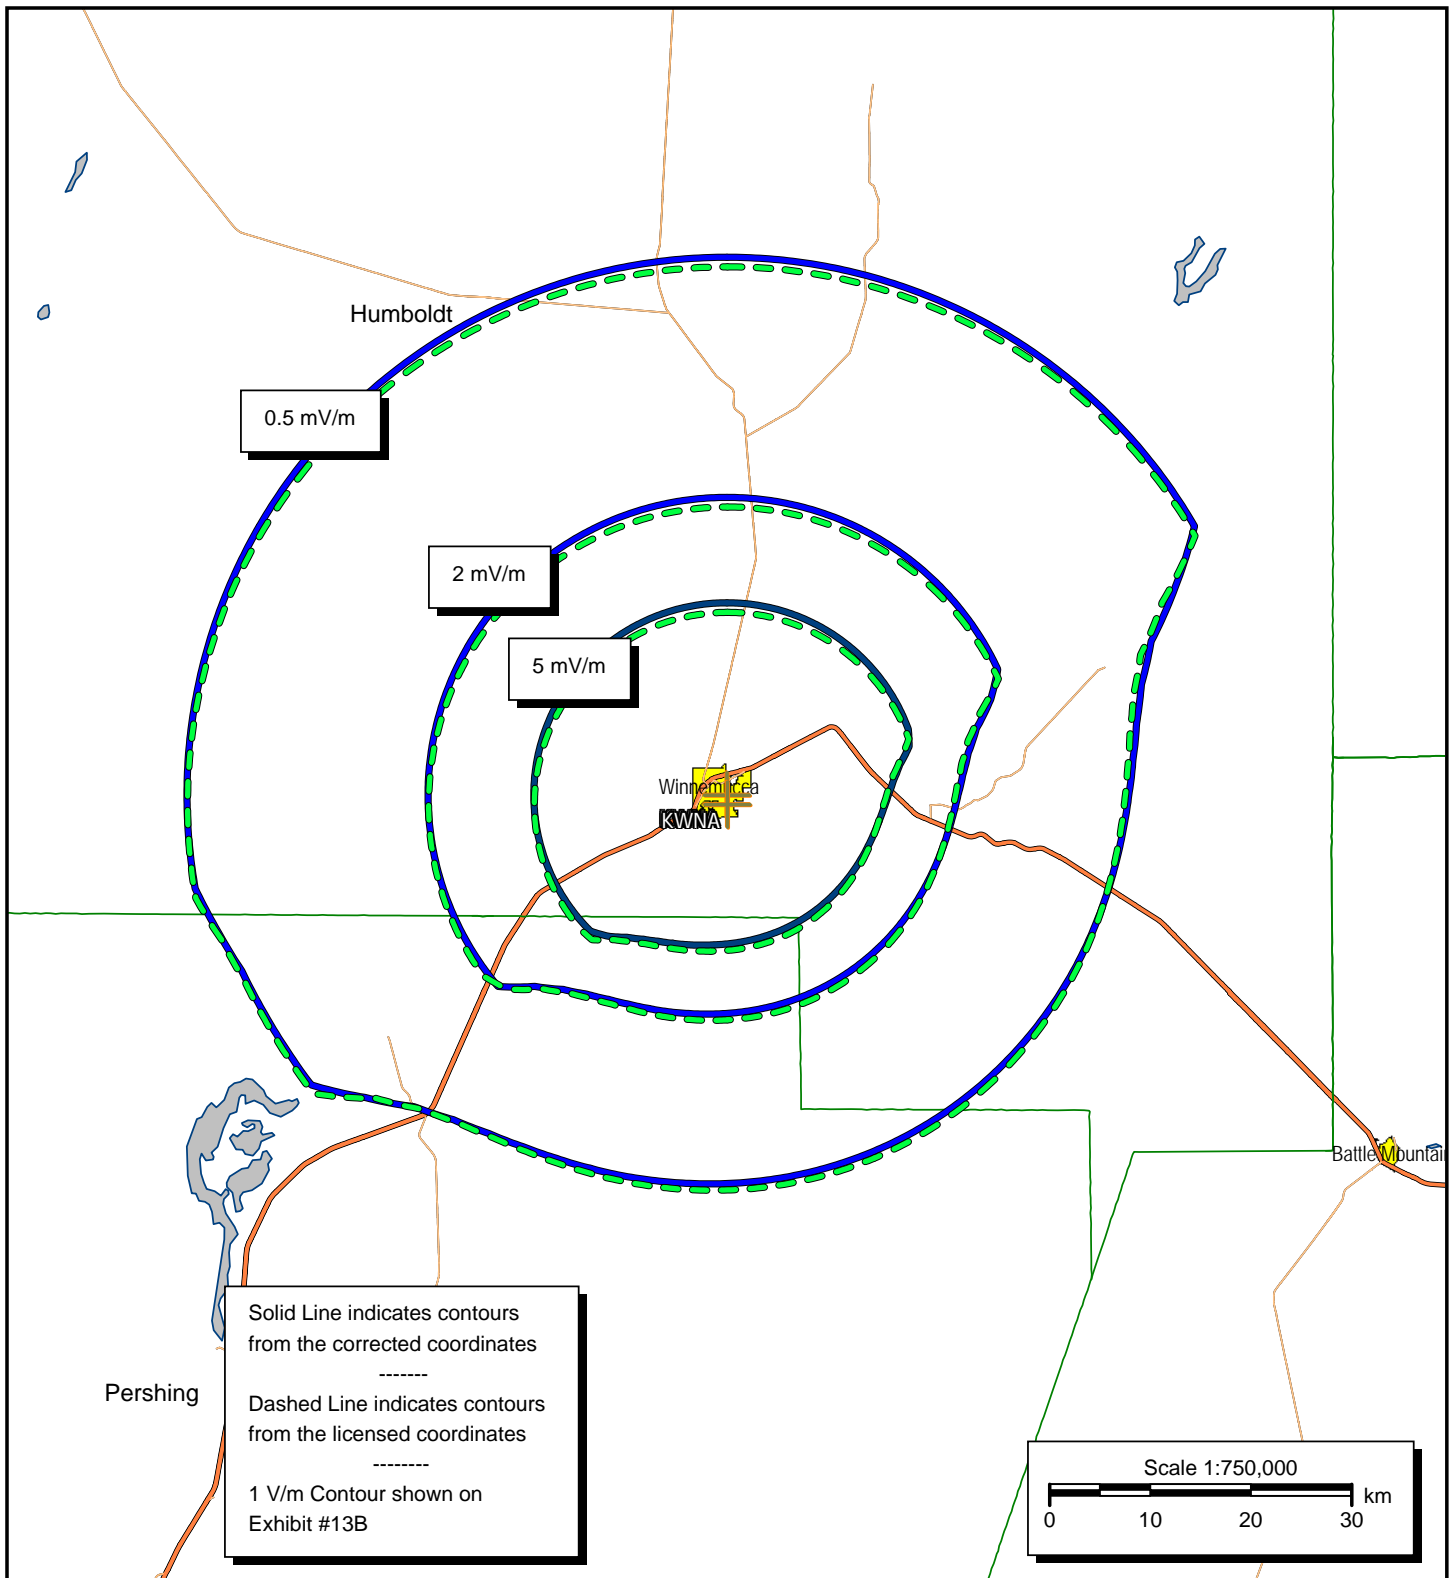 Humboldt
0.5 mV/m
2 mV/m
5 mV/m
Winnemucca
KWNA
Battle Mountain
Solid Line indicates contours
from the corrected coordinates
-------
Dashed Line indicates contours
from the licensed coordinates
--------
1 V/m Contour shown on
Exhibit #13B
Pershing
Scale 1:750,000
km
0 10 20 30